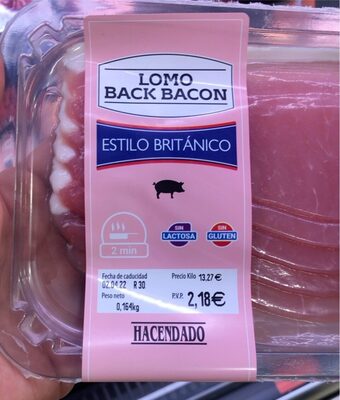 LOMO
BACK BACON
ESTILO BRITÁNICO
2 min
SIN
LACTOSA
SIN
GLUTEN
Fecha de caducidad
02.04.22 R30
Precio Kilo 13,27€
Peso neto
0,164kg
P.V.P. 2,18€
HACENDADO